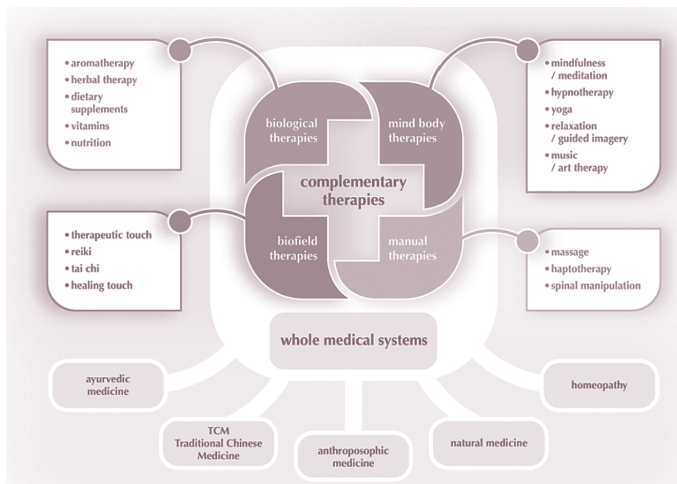 • aromatherapy
• herbal therapy
• dietary
supplements
• vitamins
• nutrition
biological
therapies
mind body
therapies
• mindfulness
/ meditation
• hypnotherapy
• yoga
• relaxation
/ guided imagery
• music
/ art therapy
complementary
therapies
• therapeutic touch
• reiki
• tai chi
• healing touch
biofield
therapies
manual
therapies
• massage
• haptotherapy
• spinal manipulation
whole medical systems
ayurvedic
medicine
TCM
Traditional Chinese
Medicine
anthroposophic
medicine
natural medicine
homeopathy